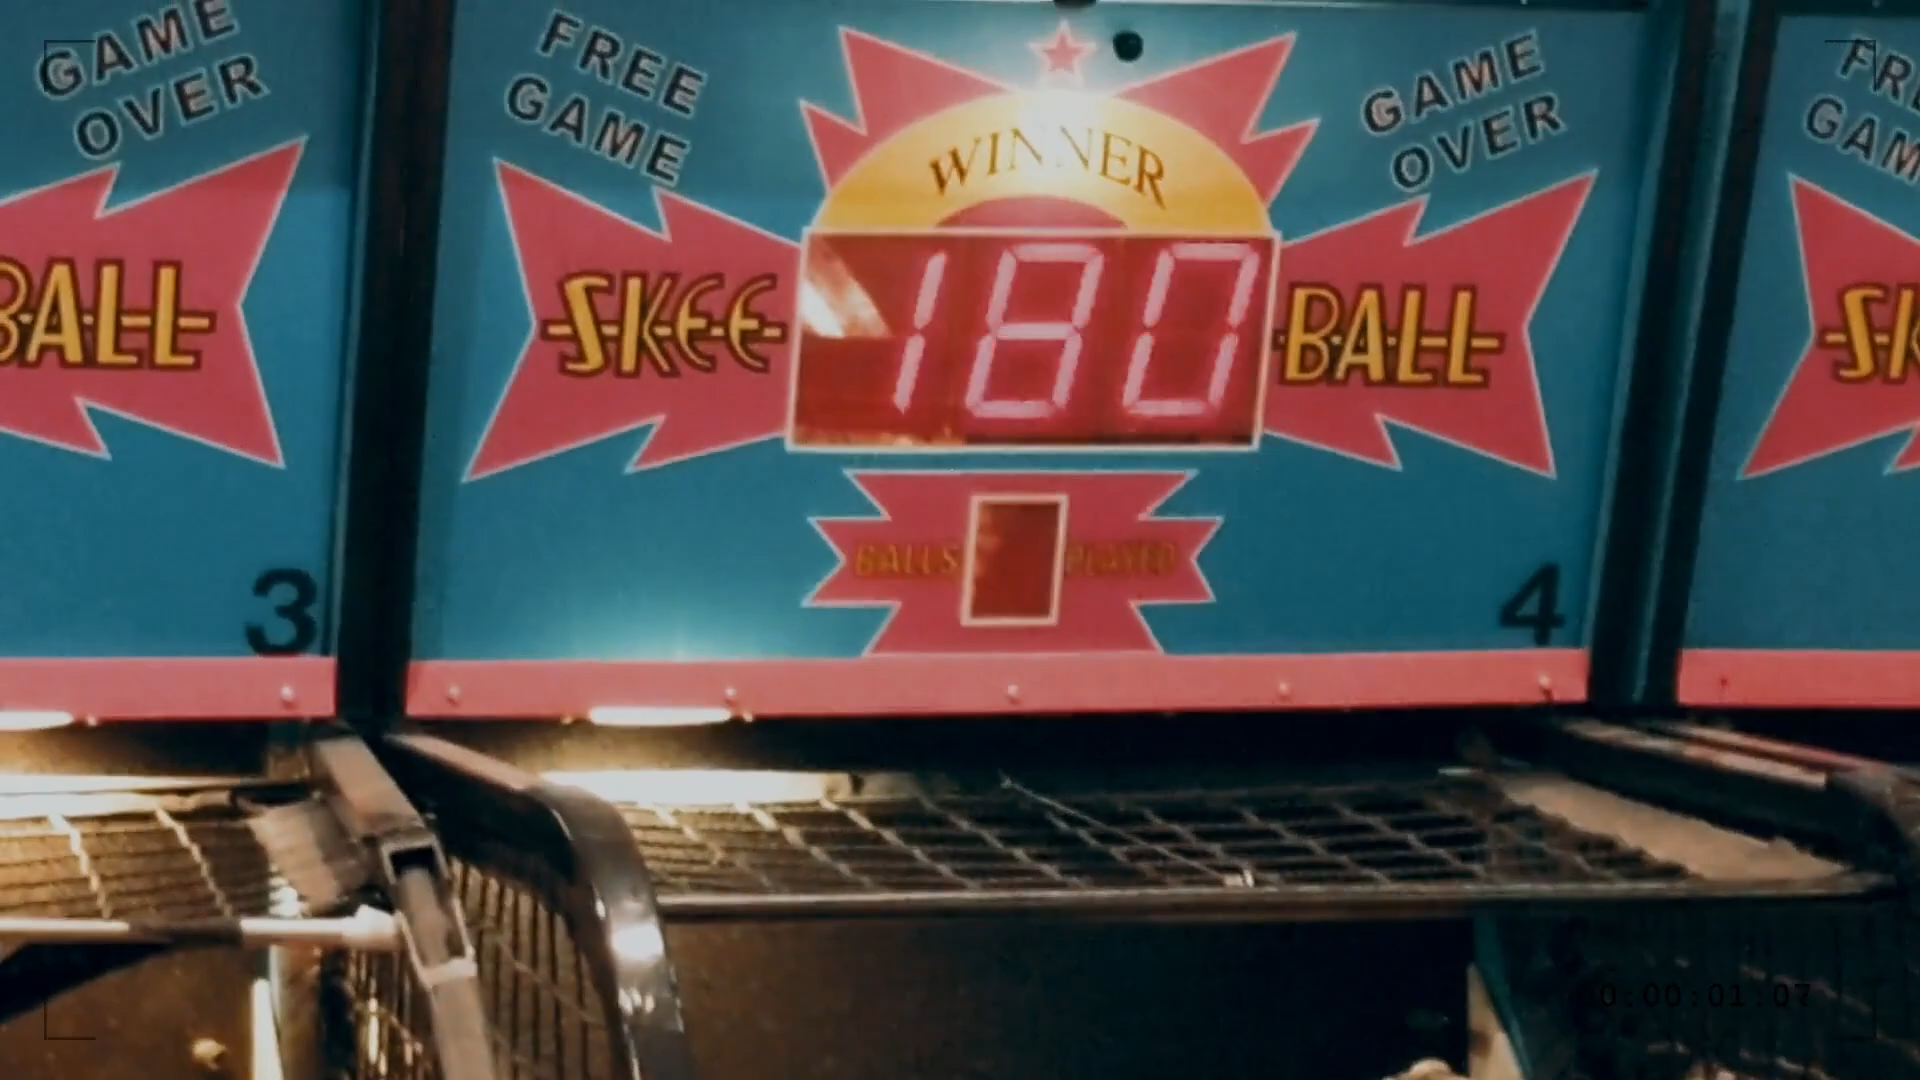 GAME
OVER
BALL
3
FREE
GAME
WINNER
GAME
OVER
SKEE
180
BALL
BALLS PLAYED
4
FRE
GAM
SK
0:00:01:07